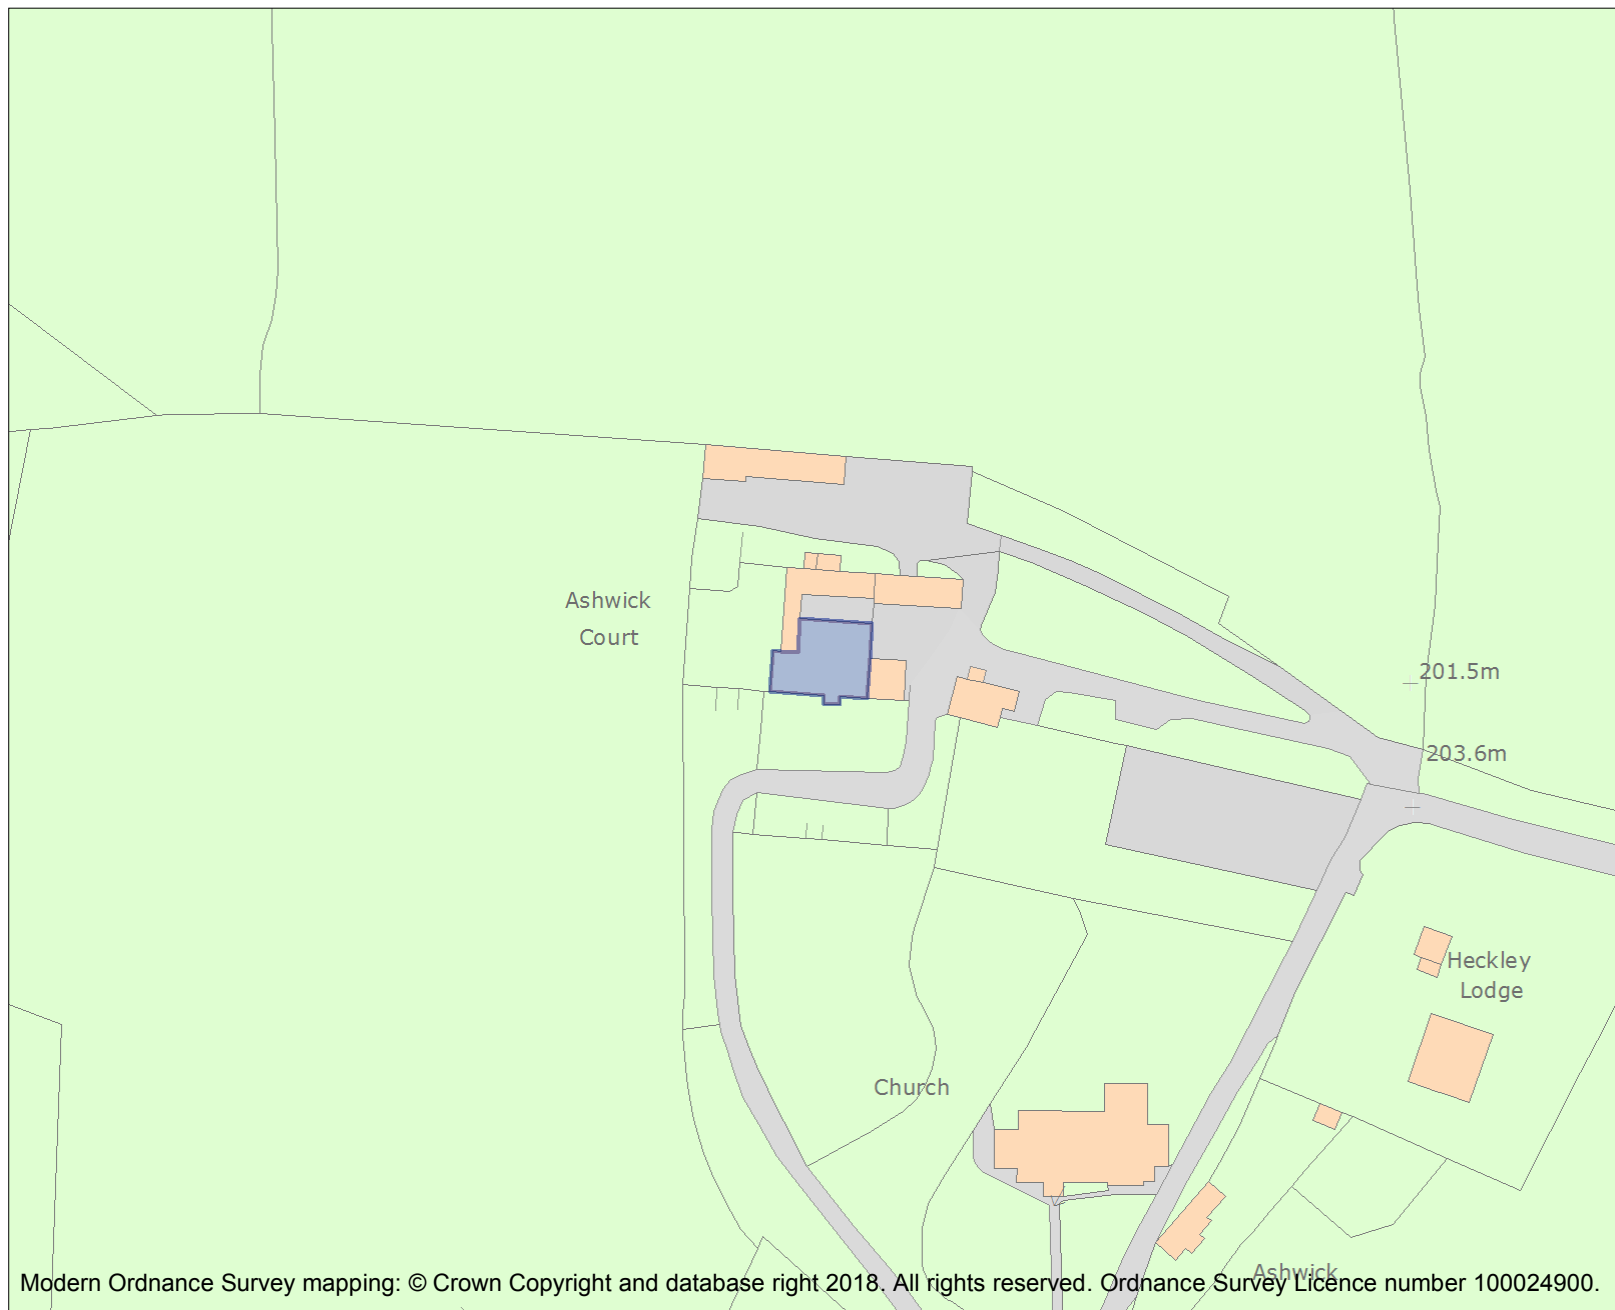 Ashwick
Court
201.5m
203.6m
Heckley
Lodge
Church
Ashwick
Modern Ordnance Survey mapping: © Crown Copyright and database right 2018. All rights reserved. Ordnance Survey Licence number 100024900.